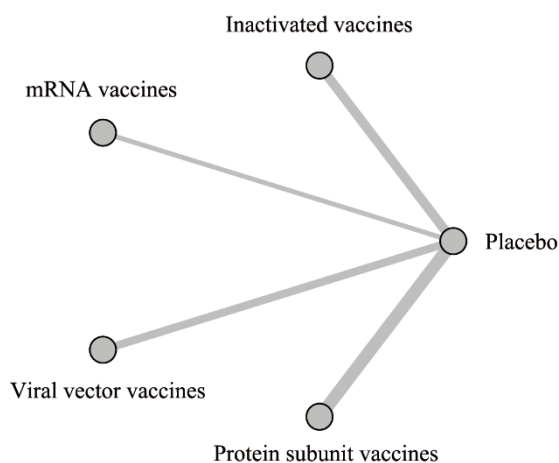 Inactivated vaccines
mRNA vaccines
Placebo
Viral vector vaccines
Protein subunit vaccines